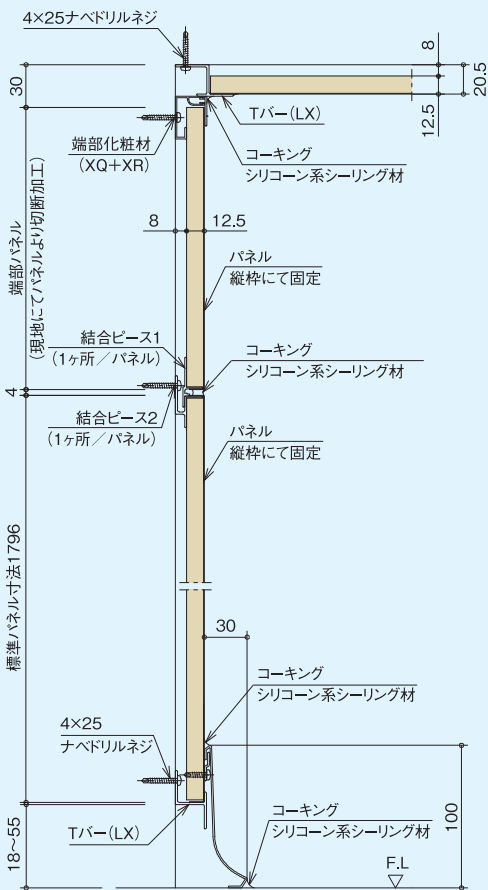 4×25ナベドリルネジ
30
8
20.5
12.5
Tバー(LX)
端部化粧材
(XQ+XR)
コーキング
シリコーン系シーリング材
端部パネル
(現地にてパネルより切断加工)
8
12.5
パネル
縦枠にて固定
結合ピース1
(1ヶ所／パネル)
コーキング
シリコーン系シーリング材
4
結合ピース2
(1ヶ所／パネル)
パネル
縦枠にて固定
標準パネル寸法1796
30
コーキング
シリコーン系シーリング材
4×25
ナベドリルネジ
Tバー(LX)
コーキング
シリコーン系シーリング材
100
18〜55
F.L